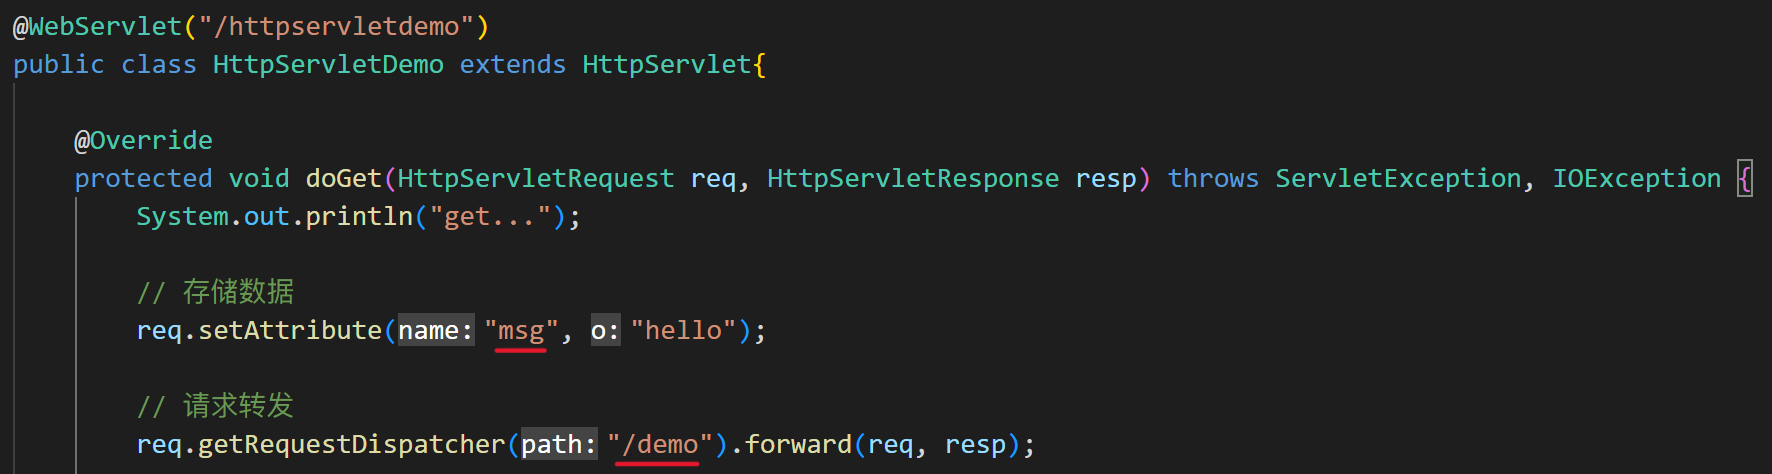 @WebServlet("/httpservletdemo")
public class HttpServletDemo extends HttpServlet{
@Override
protected void doGet(HttpServletRequest req, HttpServletResponse resp) throws ServletException, IOException {
System.out.println("get...");
// 存储数据
req.setAttribute(name: "msg", o: "hello");
// 请求转发
req.getRequestDispatcher(path: "/demo").forward(req, resp);